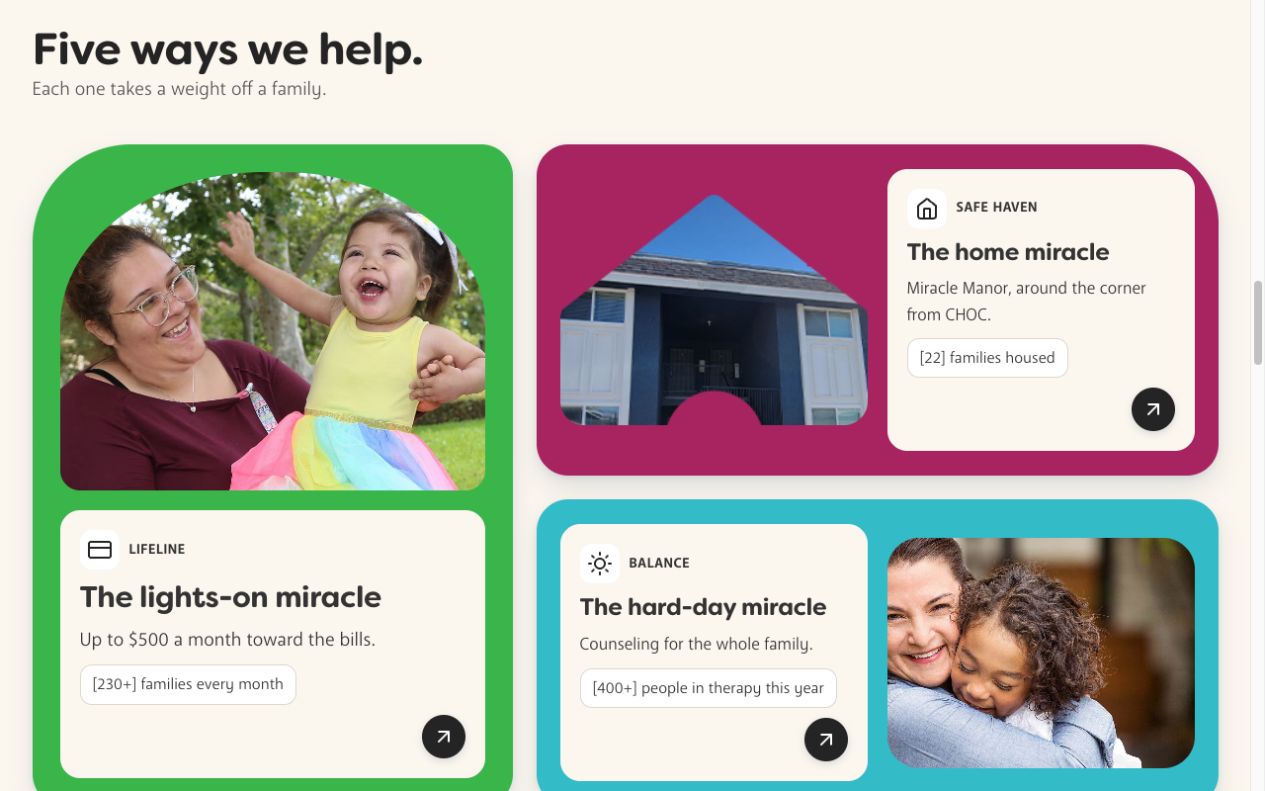 Five ways we help.
Each one takes a weight off a family.
LIFELINE
The lights-on miracle
Up to $500 a month toward the bills.
[230+] families every month
SAFE HAVEN
The home miracle
Miracle Manor, around the corner
from CHOC.
[22] families housed
BALANCE
The hard-day miracle
Counseling for the whole family.
[400+] people in therapy this year